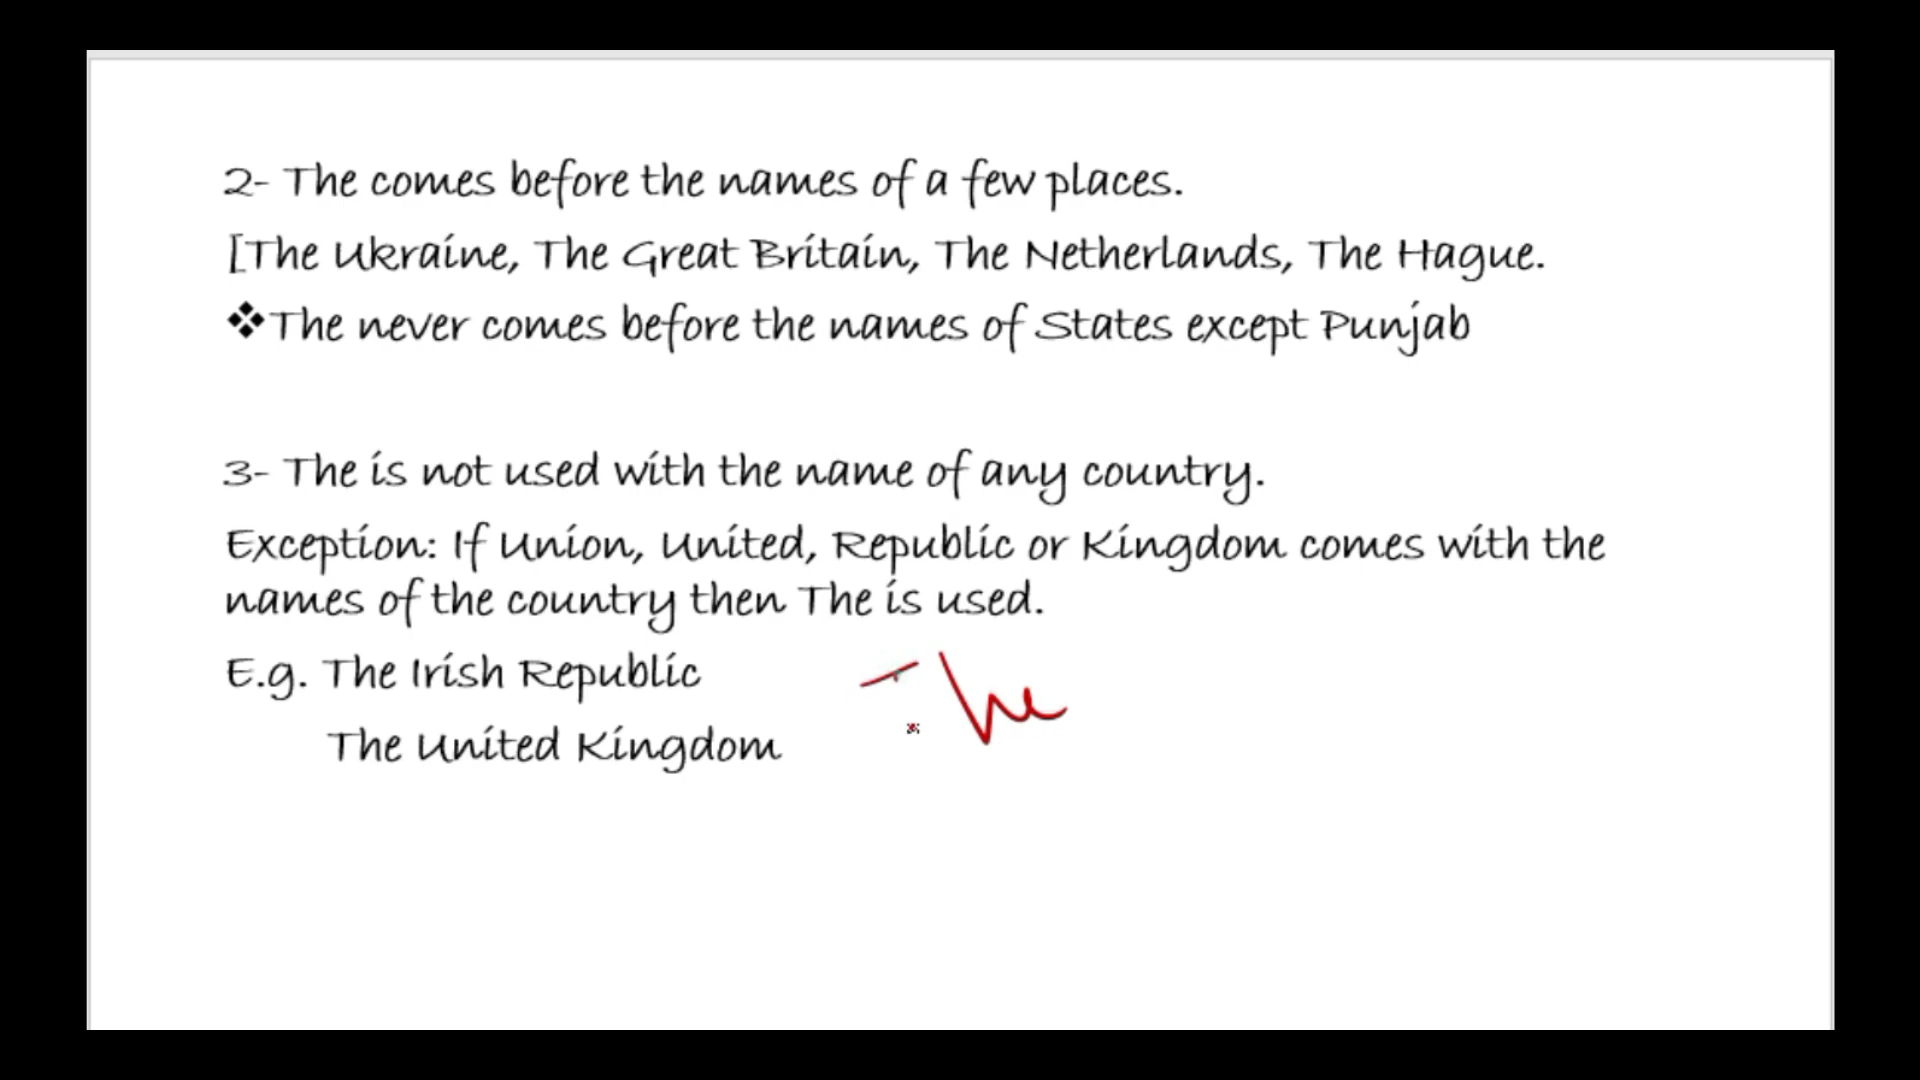 2- The comes before the names of a few places.
[The Ukraine, The Great Britain, The Netherlands, The Hague.
❖The never comes before the names of States except Punjab
3- The is not used with the name of any country.
Exception: If Union, United, Republic or Kingdom comes with the
names of the country then The is used.
E.g. The Irish Republic
The United Kingdom
The